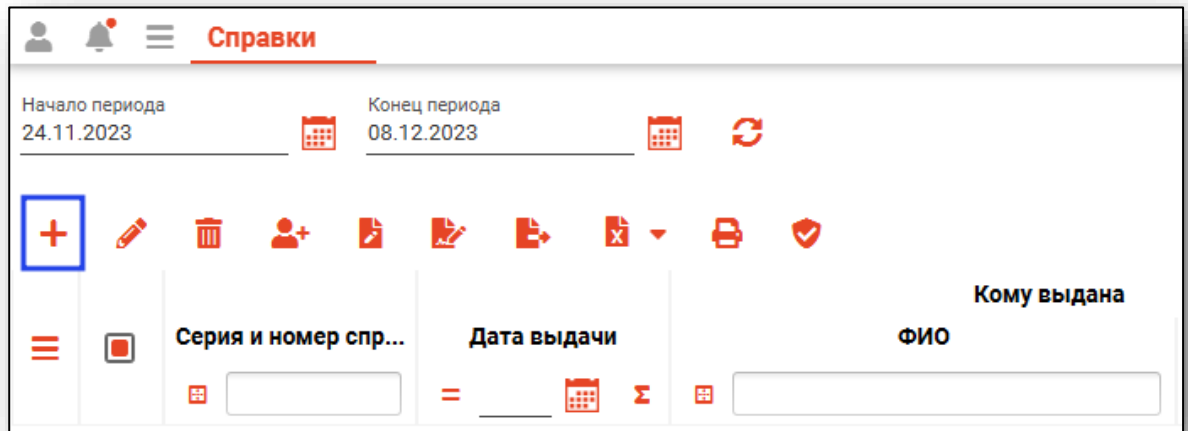 Справки
Начало периода
Конец периода
24.11.2023
08.12.2023
Кому выдана
Серия и номер спр...
Дата выдачи
ФИО
=
Σ